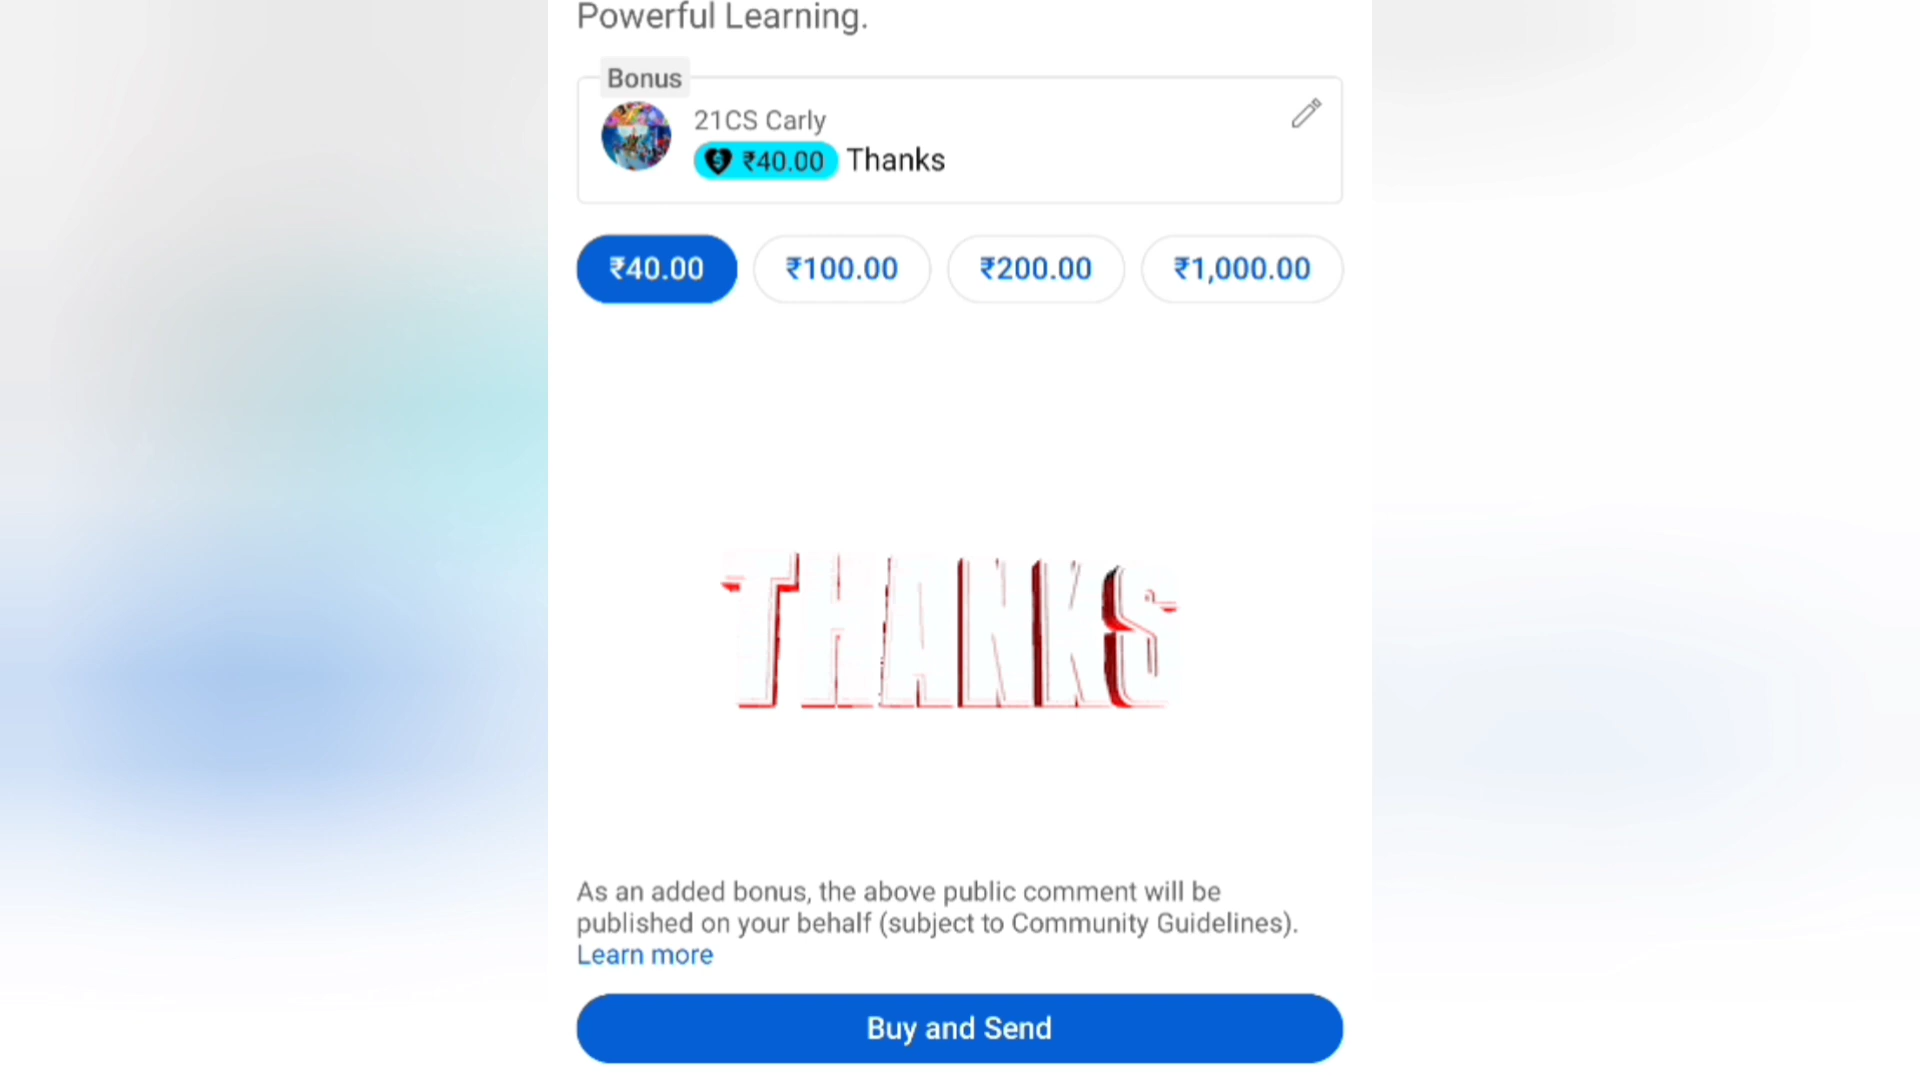 Powerful Learning.
Bonus
21CS Carly
₹40.00 Thanks
₹40.00 ₹100.00 ₹200.00 ₹1,000.00
THANKS
As an added bonus, the above public comment will be
published on your behalf (subject to Community Guidelines).
Learn more
Buy and Send